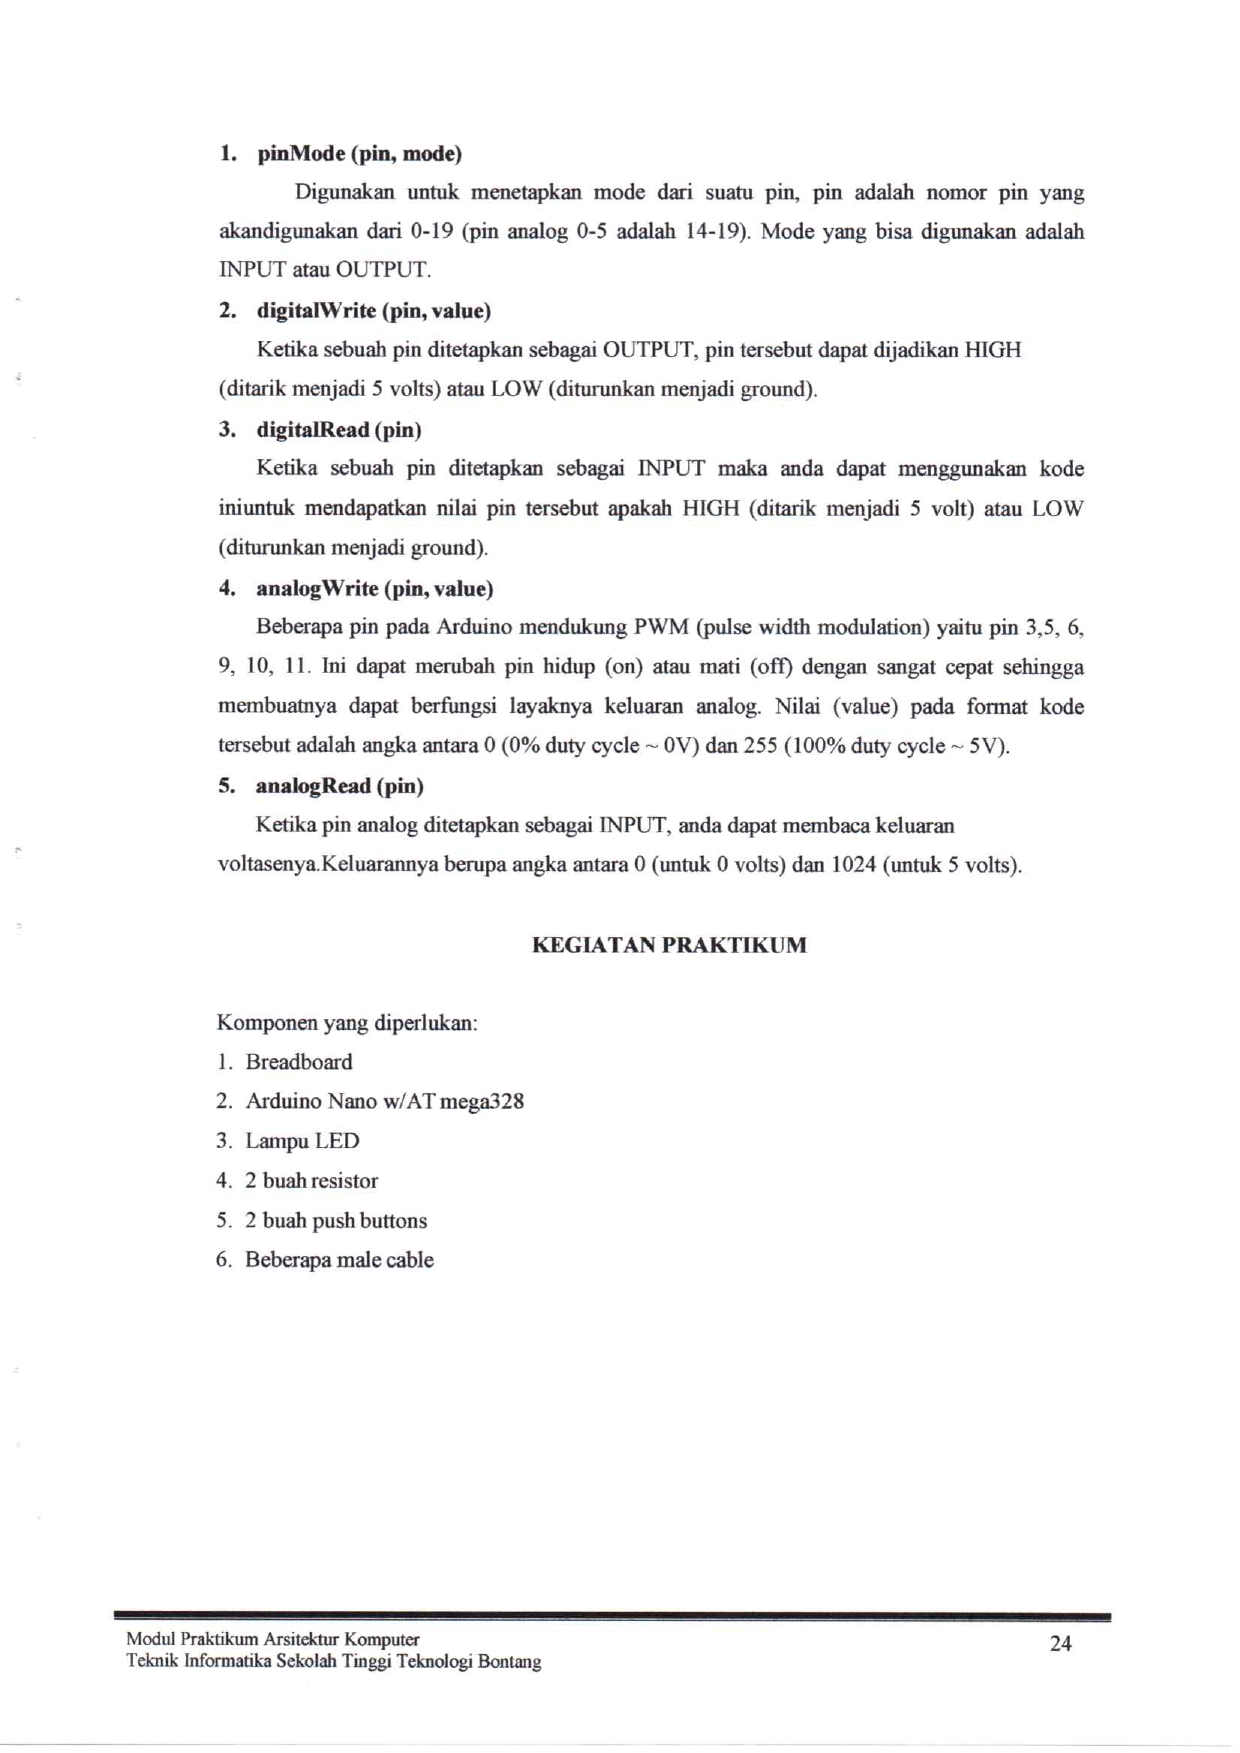 1. pinMode (pin, mode)
Digunakan untuk menetapkan mode dari suatu pin, pin adalah nomor pin yang
akandigunakan dari 0-19 (pin analog 0-5 adalah 14-19). Mode yang bisa digunakan adalah
INPUT atau OUTPUT.
2. digitalWrite (pin, value)
Ketika sebuah pin ditetapkan sebagai OUTPUT, pin tersebut dapat dijadikan HIGH
(ditarik menjadi 5 volts) atau LOW (diturunkan menjadi ground).
3. digitalRead (pin)
Ketika sebuah pin ditetapkan sebagai INPUT maka anda dapat menggunakan kode
iniuntuk mendapatkan nilai pin tersebut apakah HIGH (ditarik menjadi 5 volt) atau LOW
(diturunkan menjadi ground).
4. analogWrite (pin, value)
Beberapa pin pada Arduino mendukung PWM (pulse width modulation) yaitu pin 3,5, 6,
9, 10, 11. Ini dapat merubah pin hidup (on) atau mati (off) dengan sangat cepat sehingga
membuatnya dapat berfungsi layaknya keluaran analog. Nilai (value) pada format kode
tersebut adalah angka antara 0 (0% duty cycle ~ 0V) dan 255 (100% duty cycle ~ 5V).
5. analogRead (pin)
Ketika pin analog ditetapkan sebagai INPUT, anda dapat membaca keluaran
voltasenya.Keluarannya berupa angka antara 0 (untuk 0 volts) dan 1024 (untuk 5 volts).
KEGIATAN PRAKTIKUM
Komponen yang diperlukan:
1. Breadboard
2. Arduino Nano w/AT mega328
3. Lampu LED
4. 2 buah resistor
5. 2 buah push buttons
6. Beberapa male cable
Modul Praktikum Arsitektur Komputer
24
Teknik Informatika Sekolah Tinggi Teknologi Bontang